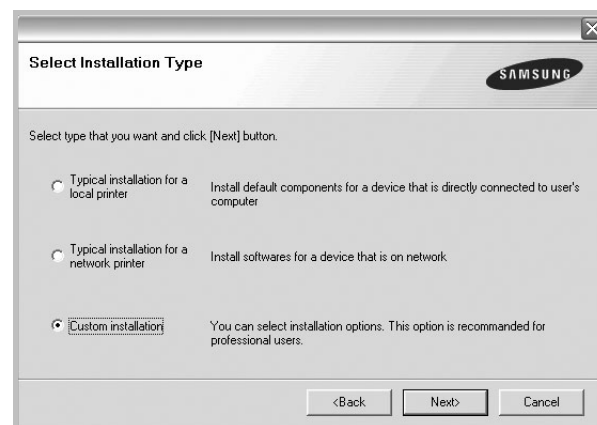 Select Installation Type
SAMSUNG
Select type that you want and click [Next] button.
Typical installation for a
local printer
Install default components for a device that is directly connected to user's
computer
Typical installation for a
network printer
Install softwares for a device that is on network
Custom installation
You can select installation options. This option is recommanded for
professional users.
<Back
Next>
Cancel